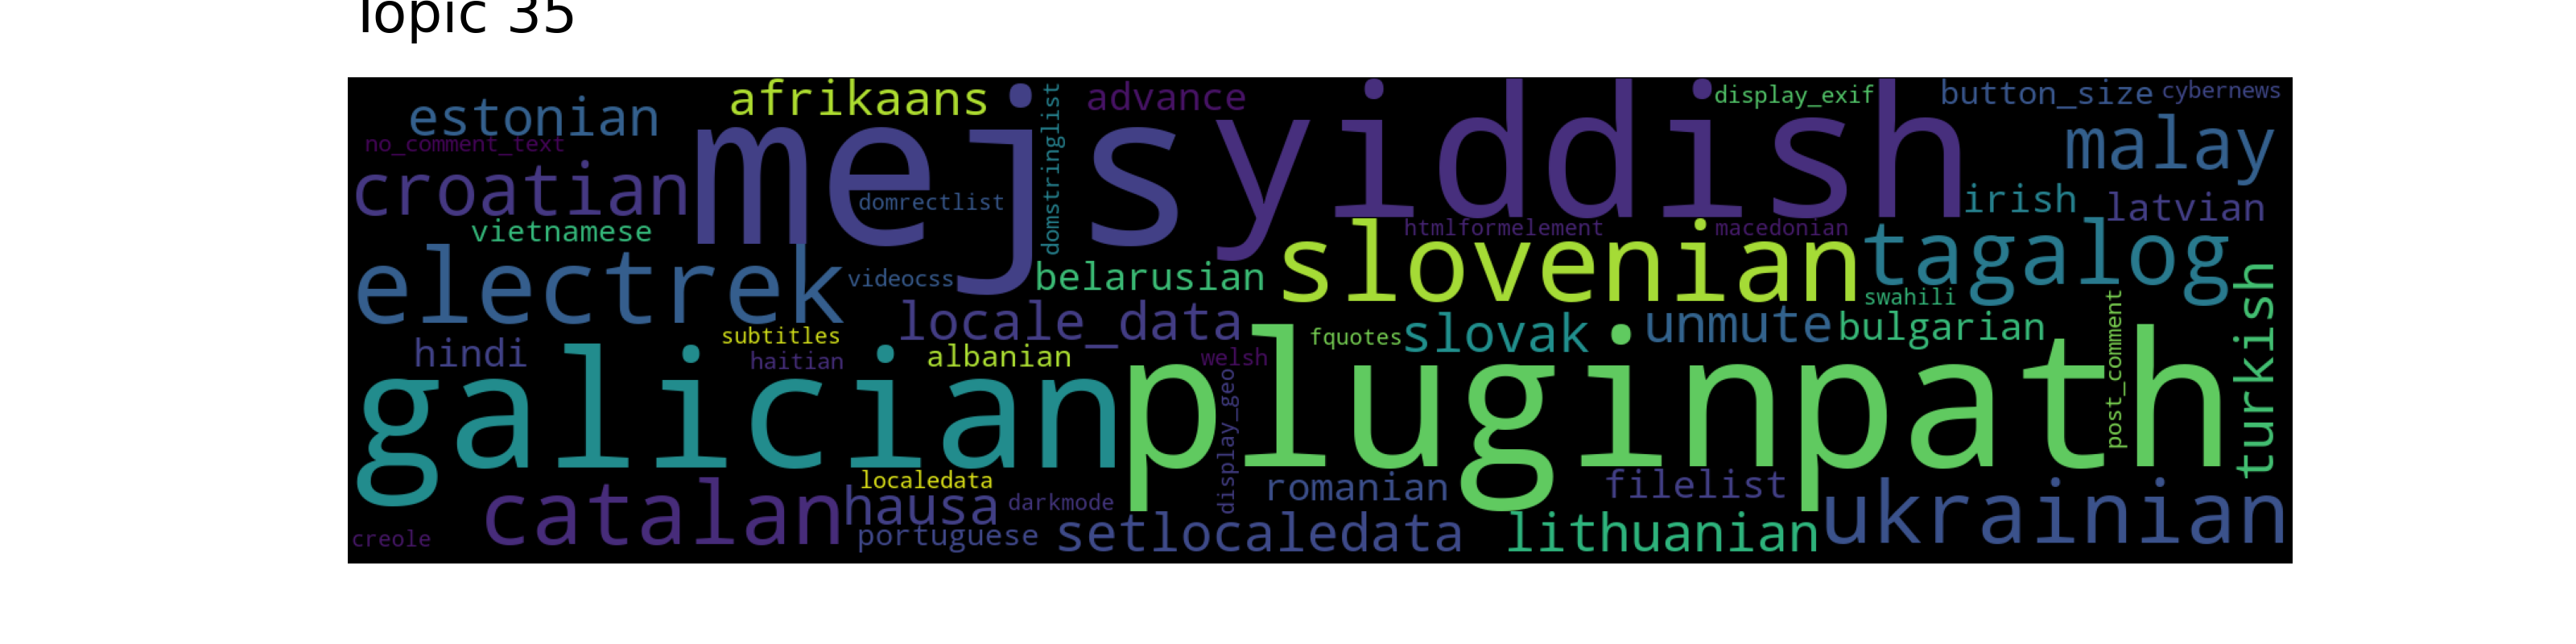 Topic 35
estonian
afrikaans
advance
display_exif
button_size
cybernews
no_comment_text
mejs
yiddish
malay
croatian
domrectlist
domstringlist
irish
latvian
vietnamese
htmlformelement
macedonian
electrek
videocss
belarusian
slovenian
tagalog
swahili
turkish
locale_data
subtitles
fquotes
slovak
unmute
bulgarian
hindi
haitian
albanian
welsh
galician
pluginpath
display_geo
post_comment
localedata
catalan
hausa
darkmode
romanian
filelist
ukrainian
creole
portuguese
setlocaledata
lithuanian